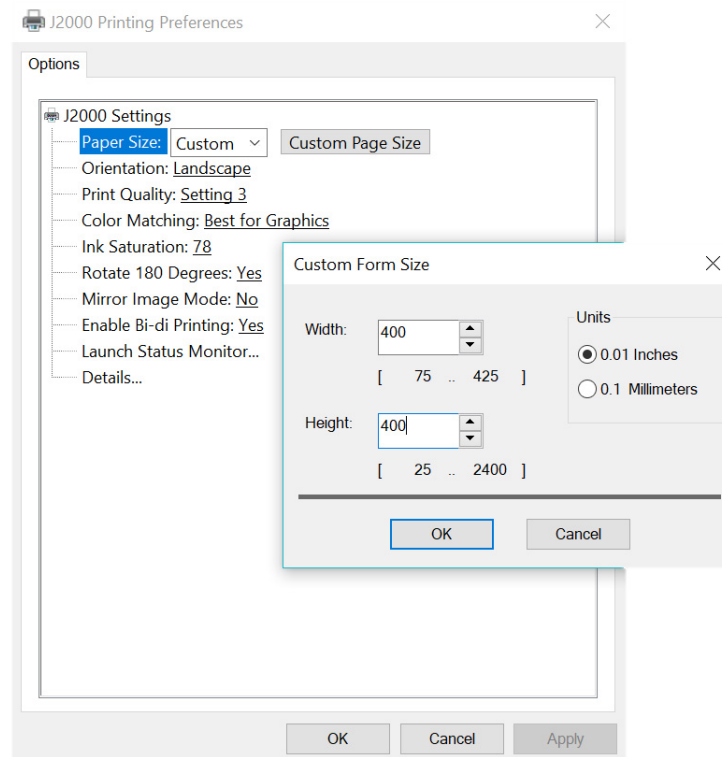 J2000 Printing Preferences
Options
J2000 Settings
Paper Size: Custom Custom Page Size
Orientation: Landscape
Print Quality: Setting 3
Color Matching: Best for Graphics
Ink Saturation: 78
Rotate 180 Degrees: Yes
Mirror Image Mode: No
Enable Bi-di Printing: Yes
Launch Status Monitor...
Details...
Custom Form Size
Width: 400
[ 75 .. 425 ]
Height: 400
[ 25 .. 2400 ]
Units
0.01 Inches
0.1 Millimeters
OK Cancel
OK Cancel Apply